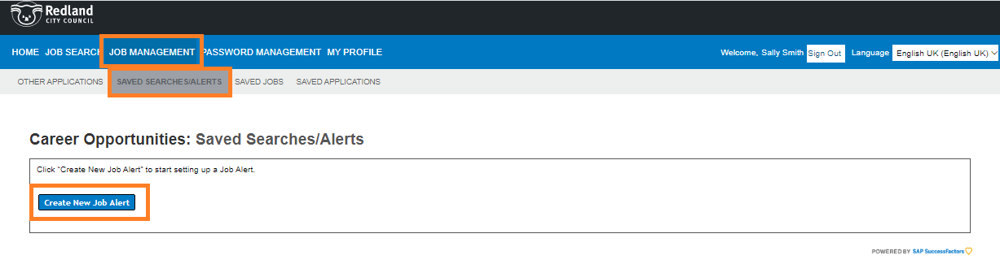 Redland
CITY COUNCIL
HOME JOB SEARCH JOB MANAGEMENT PASSWORD MANAGEMENT MY PROFILE Welcome, Sally Smith Sign Out Language English UK (English UK)
OTHER APPLICATIONS SAVED SEARCHES/ALERTS SAVED JOBS SAVED APPLICATIONS
Career Opportunities: Saved Searches/Alerts
Click "Create New Job Alert" to start setting up a Job Alert.
Create New Job Alert
POWERED BY SAP SuccessFactors